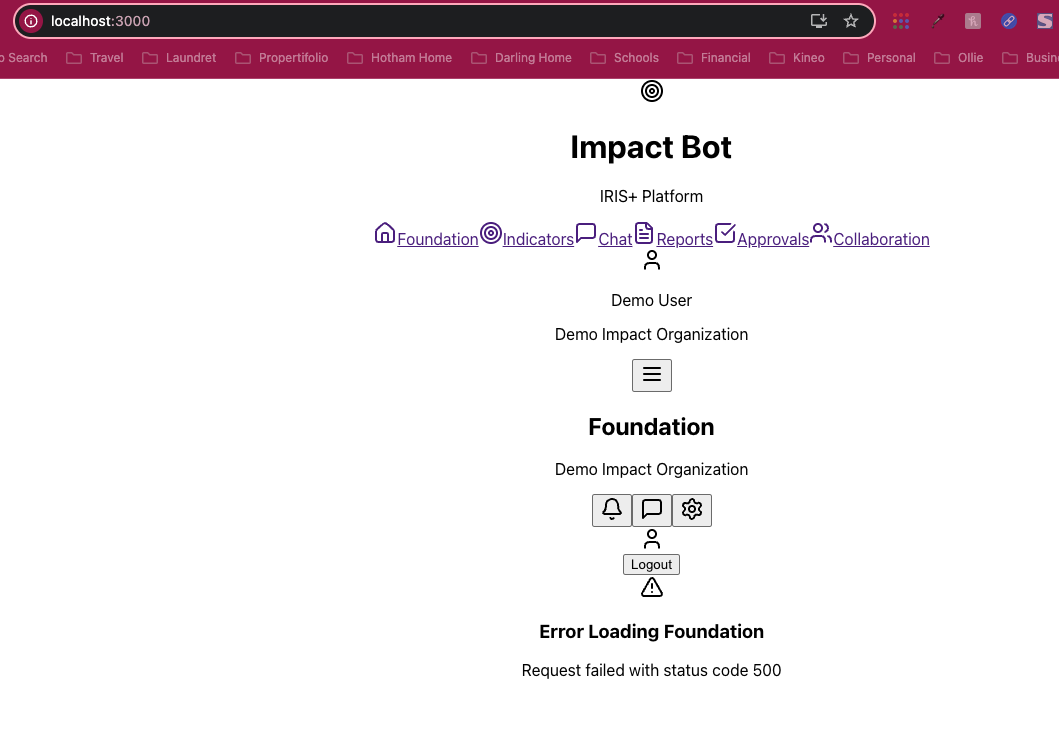 localhost:3000
Search Travel Laundret Propertifolio Hotham Home Darling Home Schools Financial Kineo Personal Ollie
Impact Bot
IRIS+ Platform
Foundation Indicators Chat Reports Approvals Collaboration
Demo User
Demo Impact Organization
Foundation
Demo Impact Organization
Logout
Error Loading Foundation
Request failed with status code 500